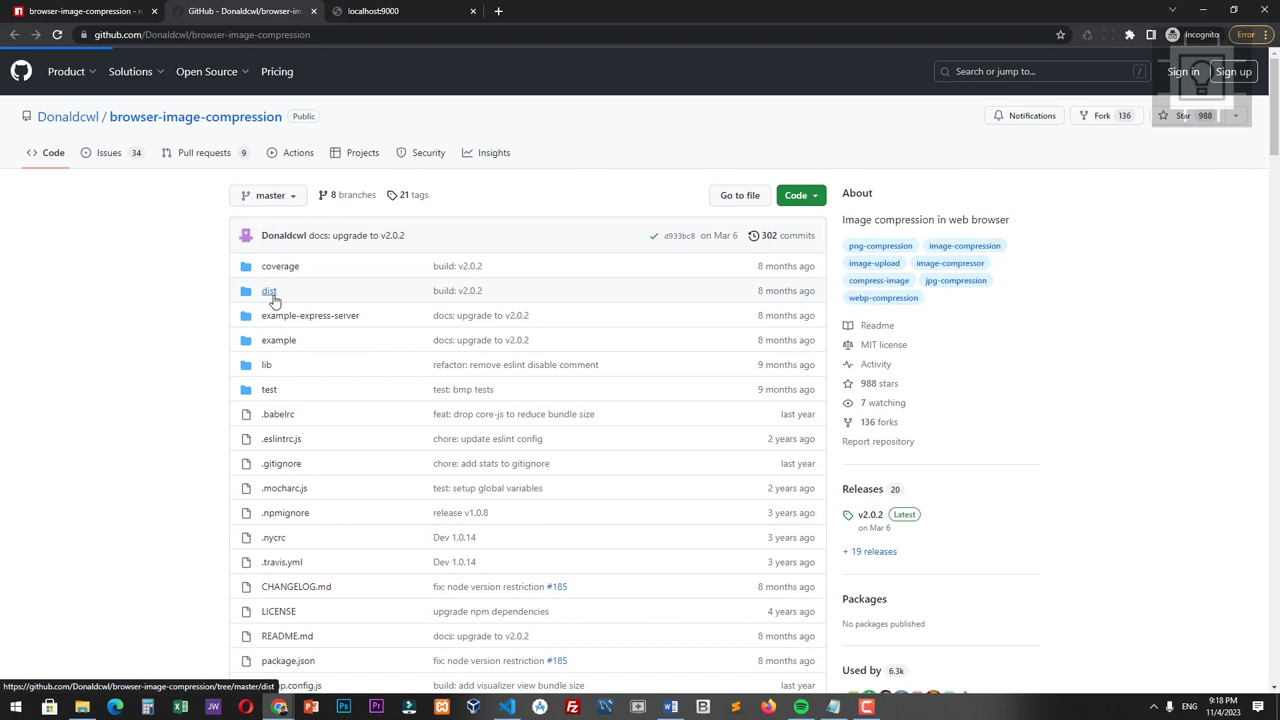 browser-image-compression - n
GitHub - Donaldcwl/browser-im
localhost:9000
github.com/Donaldcwl/browser-image-compression
Incognito
Error
Product
Solutions
Open Source
Pricing
Search or jump to...
/
Sign in
Sign up
Donaldcwl / browser-image-compression
Public
Notifications
Fork 136
Star 988
Code
Issues 34
Pull requests 9
Actions
Projects
Security
Insights
master
8 branches
21 tags
Go to file
Code
Donaldcwl docs: upgrade to v2.0.2
d933bc8 on Mar 6
302 commits
coverage build: v2.0.2 8 months ago
build: v2.0.2 8 months ago
example-express-server docs: upgrade to v2.0.2 8 months ago
example docs: upgrade to v2.0.2 8 months ago
lib refactor: remove eslint disable comment 9 months ago
test test: bmp tests 9 months ago
.babelrc feat: drop core-js to reduce bundle size last year
.eslintrc.js chore: update eslint config 2 years ago
.gitignore chore: add stats to gitignore last year
.mocharc.js test: setup global variables 2 years ago
.npmignore release v1.0.8 3 years ago
.nycrc Dev 1.0.14 3 years ago
.travis.yml Dev 1.0.14 3 years ago
CHANGELOG.md fix: node version restriction #185 8 months ago
LICENSE upgrade npm dependencies 4 years ago
README.md docs: upgrade to v2.0.2 8 months ago
package.json fix: node version restriction #185 8 months ago
build: add visualizer view bundle size 2 years ago
About
Image compression in web browser
png-compression image-compression
image-upload image-compressor
compress-image jpg-compression
webp-compression
Readme
MIT license
Activity
988 stars
7 watching
136 forks
Report repository
Releases 20
v2.0.2 Latest
on Mar 6
+ 19 releases
Packages
No packages published
Used by 6.3k
https://github.com/Donaldcwl/browser-image-compression/tree/master/dist
ENG
9:18 PM
11/4/2023